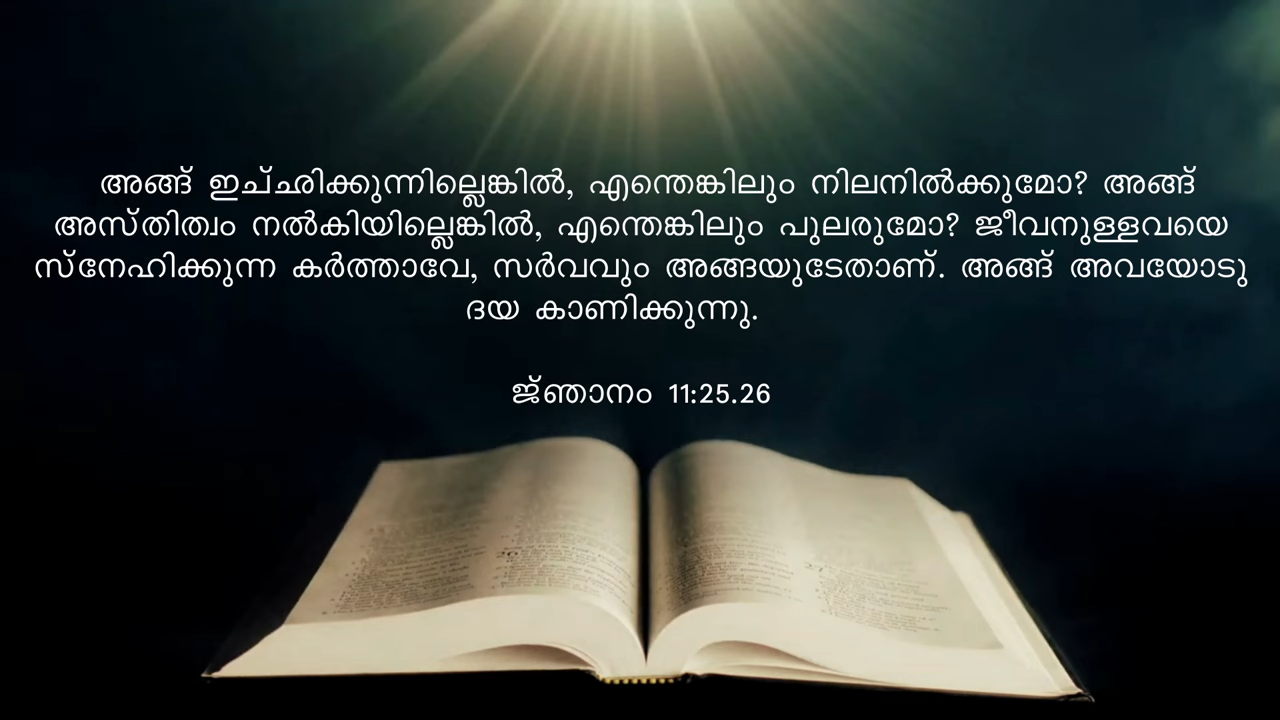 അങ്ങ് ഇച്ഛിക്കുന്നില്ലെങ്കിൽ, എന്തെങ്കിലും നിലനിൽക്കുമോ? അങ്ങ്
അസ്തിത്വം നൽകിയില്ലെങ്കിൽ, എന്തെങ്കിലും പുലരുമോ? ജീവനുള്ളവയെ
സ്നേഹിക്കുന്ന കർത്താവേ, സർവവും അങ്ങയുടേതാണ്. അങ്ങ് അവയോടു
ദയ കാണിക്കുന്നു.
ജ്ഞാനം 11:25.26